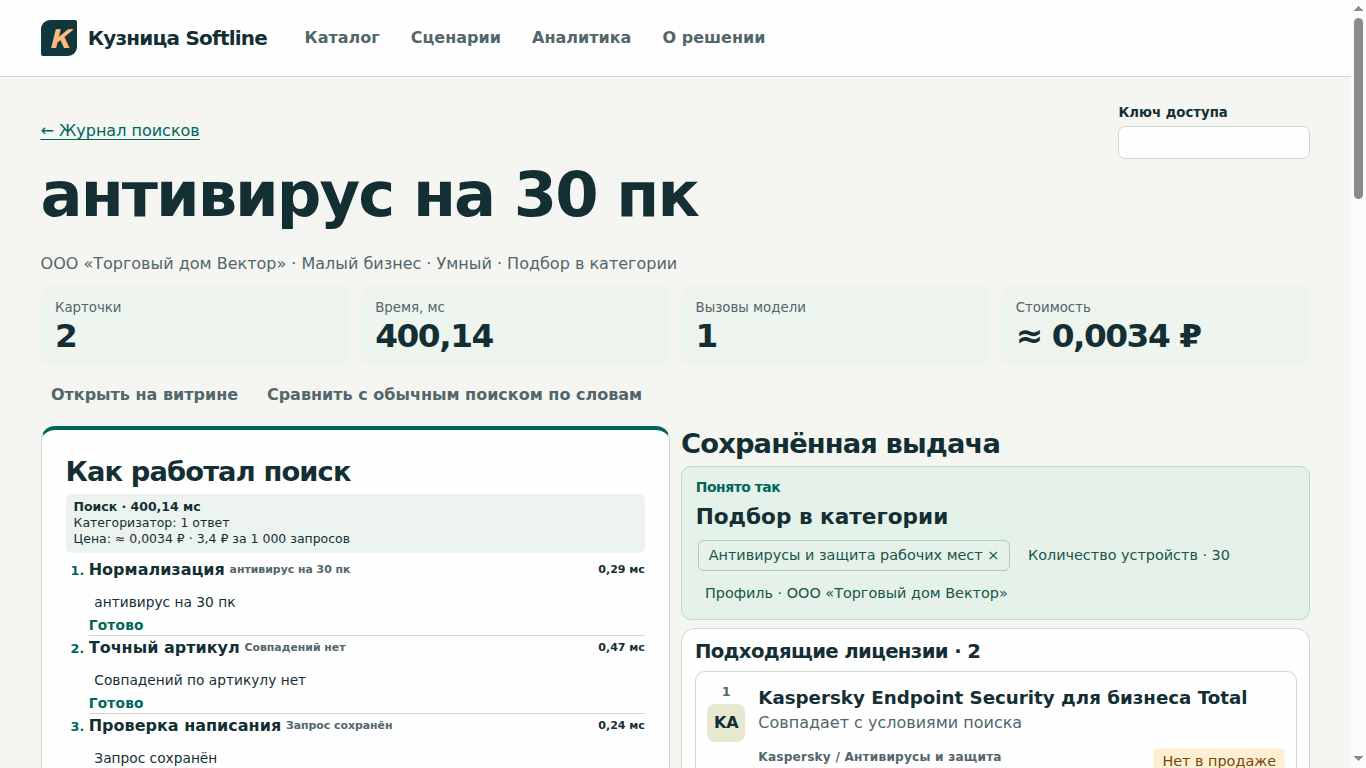 К Кузница Softline Каталог Сценарии Аналитика О решении
Ключ доступа
← Журнал поисков
антивирус на 30 пк
ООО «Торговый дом Вектор» · Малый бизнес · Умный · Подбор в категории
Карточки
2
Время, мс
400,14
Вызовы модели
1
Стоимость
≈ 0,0034 ₽
Открыть на витрине Сравнить с обычным поиском по словам
Как работал поиск
Поиск · 400,14 мс
Категоризатор: 1 ответ
Цена: ≈ 0,0034 ₽ · 3,4 ₽ за 1 000 запросов
1. Нормализация антивирус на 30 пк 0,29 мс
антивирус на 30 пк
Готово
2. Точный артикул Совпадений нет 0,47 мс
Совпадений по артикулу нет
Готово
3. Проверка написания Запрос сохранён 0,24 мс
Запрос сохранён
Сохранённая выдача
Понято так
Подбор в категории
Антивирусы и защита рабочих мест × Количество устройств · 30
Профиль · ООО «Торговый дом Вектор»
Подходящие лицензии · 2
1
KA
Kaspersky Endpoint Security для бизнеса Total
Совпадает с условиями поиска
Kaspersky / Антивирусы и защита
Нет в продаже